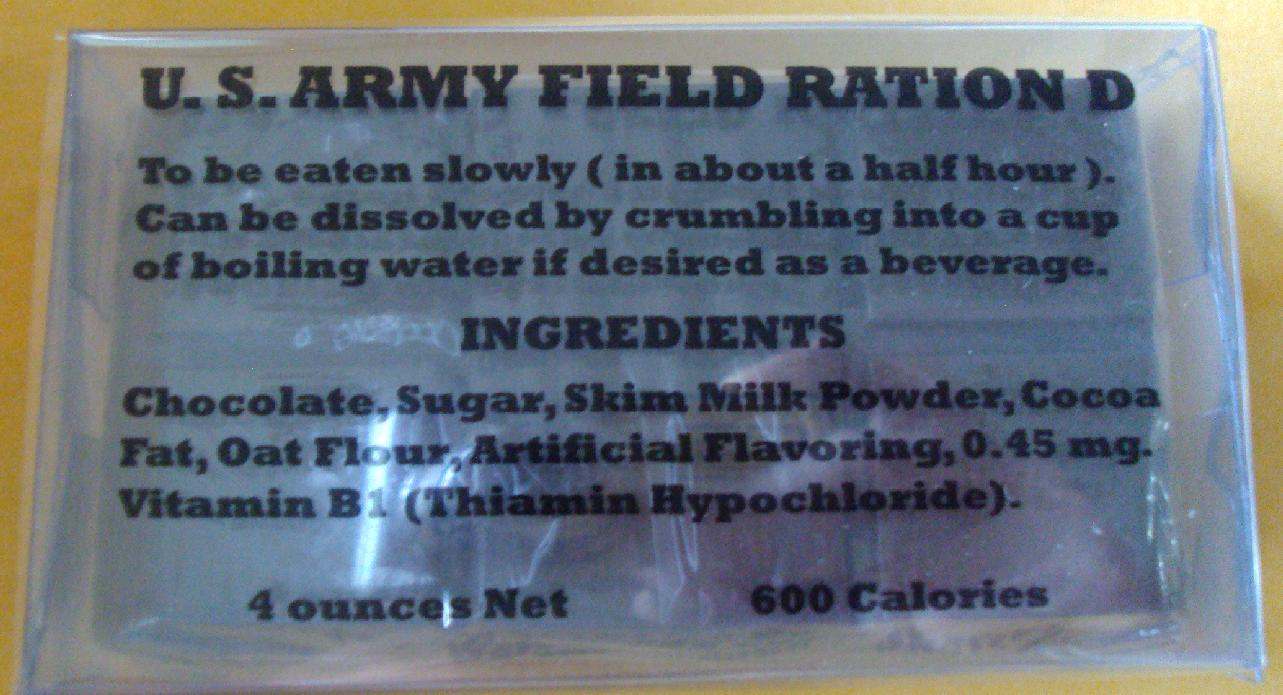 U. S. ARMY FIELD RATION D
To be eaten slowly ( in about a half hour ).
Can be dissolved by crumbling into a cup
of boiling water if desired as a beverage.
INGREDIENTS
Chocolate, Sugar, Skim Milk Powder, Cocoa
Fat, Oat Flour, Artificial Flavoring, 0.45 mg.
Vitamin B1 (Thiamin Hypochloride).
4 ounces Net 600 Calories